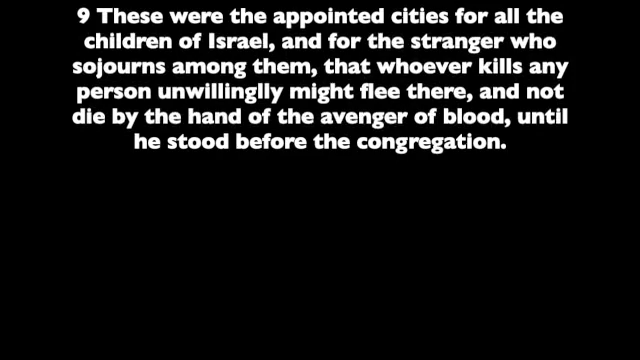 9 These were the appointed cities for all the
children of Israel, and for the stranger who
sojourns among them, that whoever kills any
person unwillinglly might flee there, and not
die by the hand of the avenger of blood, until
he stood before the congregation.